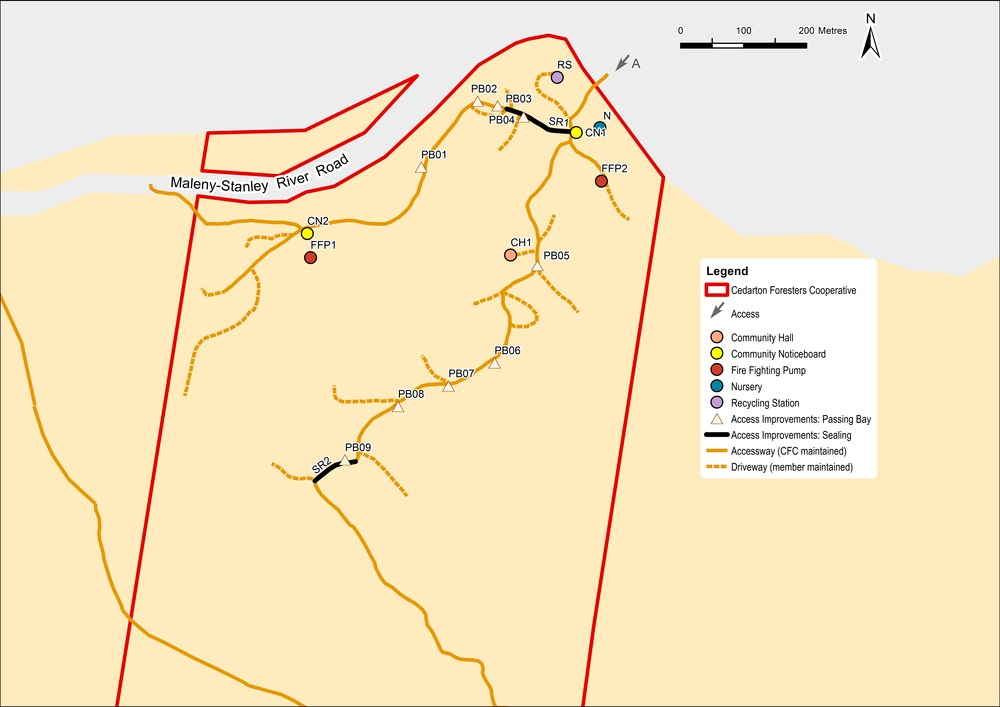 0 100 200 Metres
N
A
RS
PB02
PB03
PB04
SR1
N
CN1
PB01
FFP2
Maleny-Stanley River Road
CN2
FFP1
CH1
PB05
PB06
PB07
PB08
PB09
SR2
Legend
Cedarton Foresters Cooperative
Access
Community Hall
Community Noticeboard
Fire Fighting Pump
Nursery
Recycling Station
Access Improvements: Passing Bay
Access Improvements: Sealing
Accessway (CFC maintained)
Driveway (member maintained)